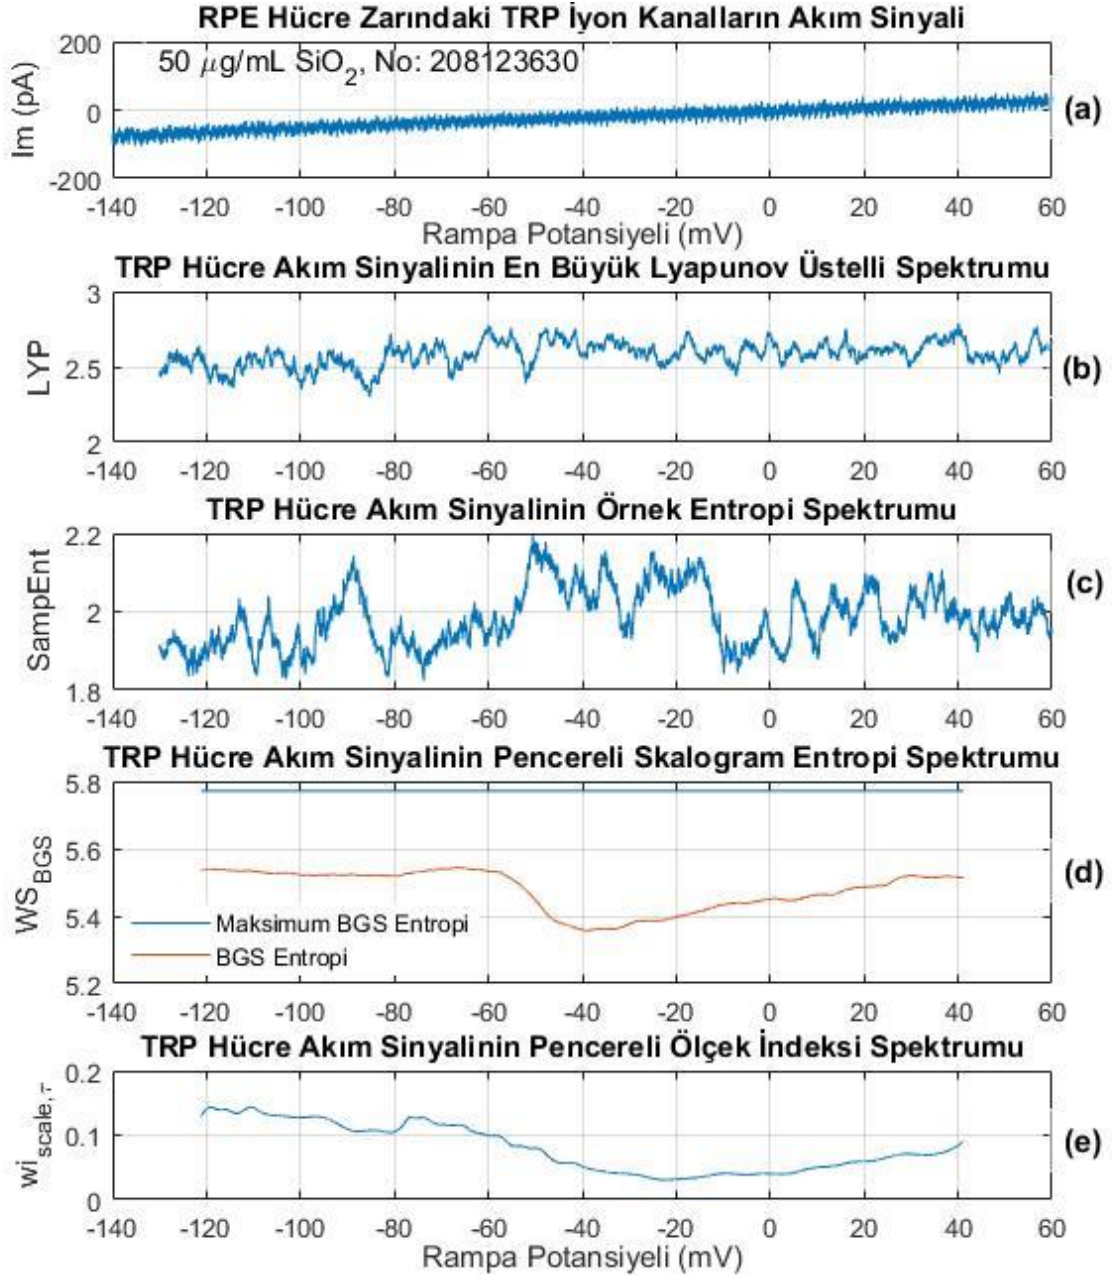 RPE Hücre Zarındaki TRP İyon Kanalların Akım Sinyali
50 μg/mL SiO2, No: 208123630
Im (pA)
200
0
-200
(a)
-140 -120 -100 -80 -60 -40 -20 0 20 40 60
Rampa Potansiyeli (mV)
TRP Hücre Akım Sinyalinin En Büyük Lyapunov Üstelli Spektrumu
LYP
3
2.5
2
(b)
-140 -120 -100 -80 -60 -40 -20 0 20 40 60
TRP Hücre Akım Sinyalinin Örnek Entropi Spektrumu
SampEnt
2.2
2
1.8
(c)
-140 -120 -100 -80 -60 -40 -20 0 20 40 60
TRP Hücre Akım Sinyalinin Pencereli Skalogram Entropi Spektrumu
WS_BGS
5.8
5.6
5.4
5.2
(d)
Maksimum BGS Entropi
BGS Entropi
-140 -120 -100 -80 -60 -40 -20 0 20 40 60
TRP Hücre Akım Sinyalinin Pencereli Ölçek İndeksi Spektrumu
wi_scale,τ
0.2
0.1
0
(e)
-140 -120 -100 -80 -60 -40 -20 0 20 40 60
Rampa Potansiyeli (mV)